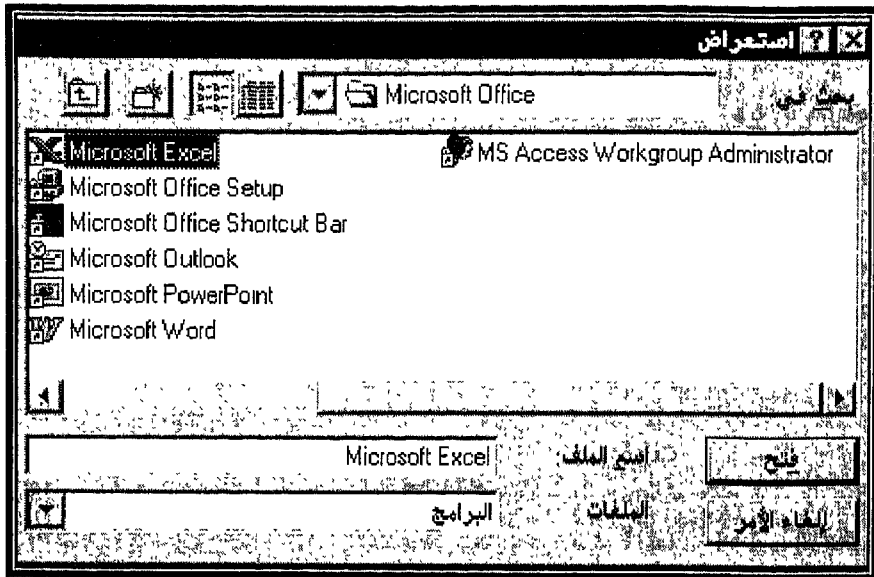 استعراض
بحث في: Microsoft Office
Microsoft Excel
Microsoft Office Setup
Microsoft Office Shortcut Bar
Microsoft Outlook
Microsoft PowerPoint
Microsoft Word
MS Access Workgroup Administrator
فتح اسم الملف: Microsoft Excel
إلغاء الأمر الملفات البرامج